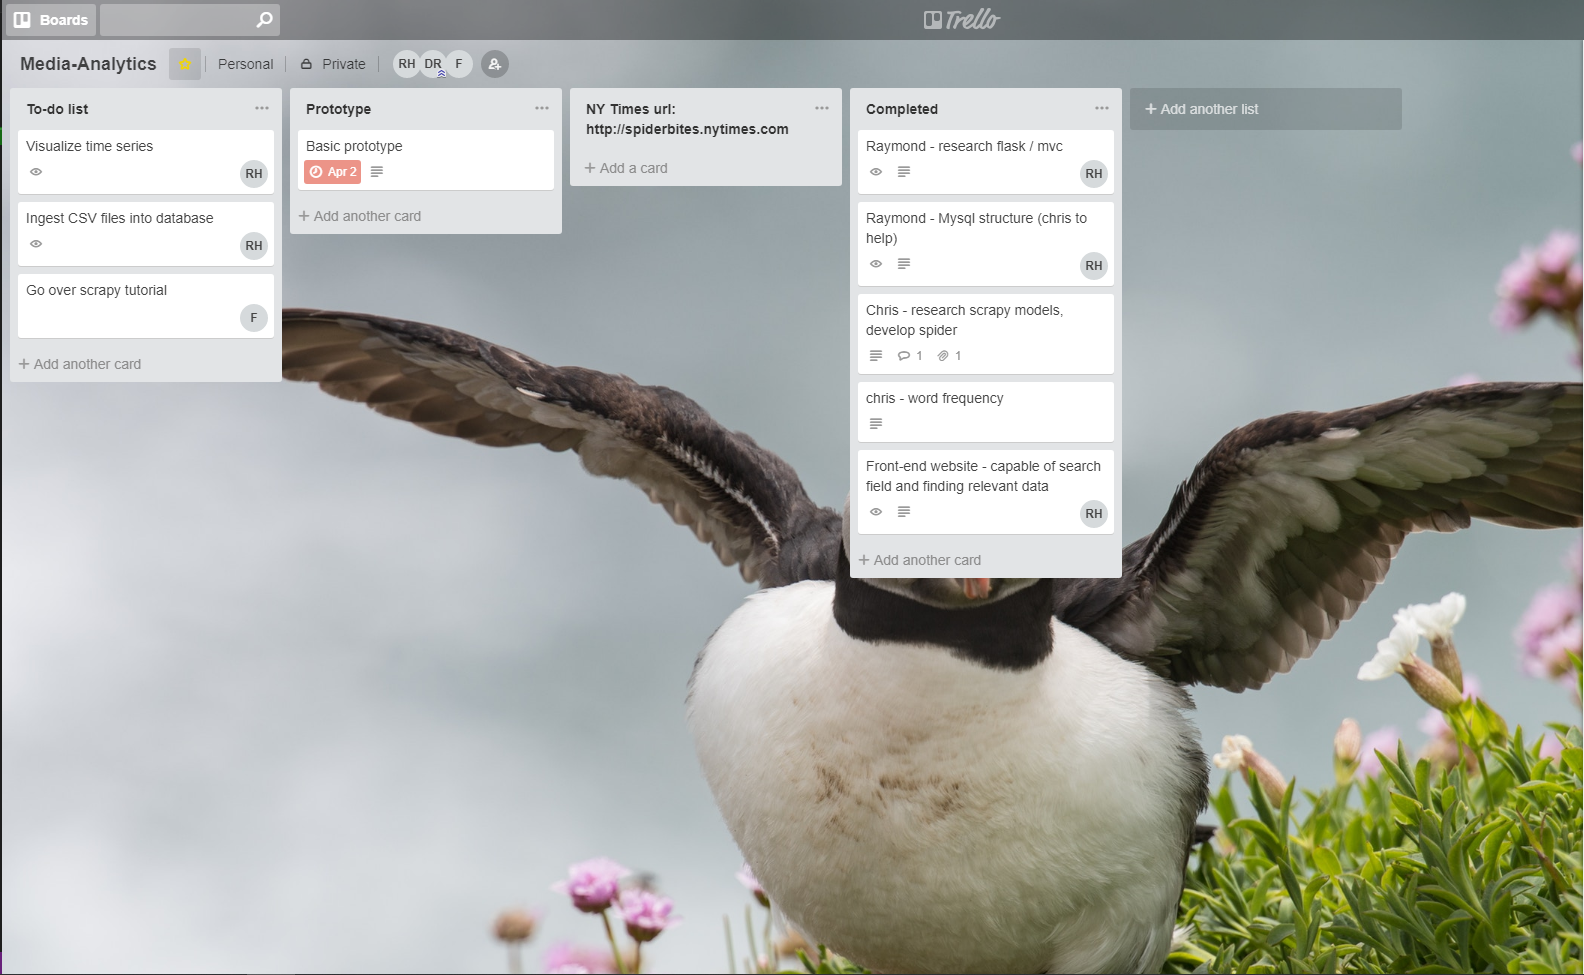 Boards
Trello
Media-Analytics
Personal
Private
RH
DR
F
To-do list
Visualize time series
RH
Ingest CSV files into database
RH
Go over scrapy tutorial
F
+ Add another card
Prototype
Basic prototype
Apr 2
+ Add another card
NY Times url:
http://spiderbites.nytimes.com
+ Add a card
Completed
Raymond - research flask / mvc
RH
Raymond - Mysql structure (chris to
help)
RH
Chris - research scrapy models,
develop spider
1
1
chris - word frequency
Front-end website - capable of search
field and finding relevant data
RH
+ Add another card
+ Add another list